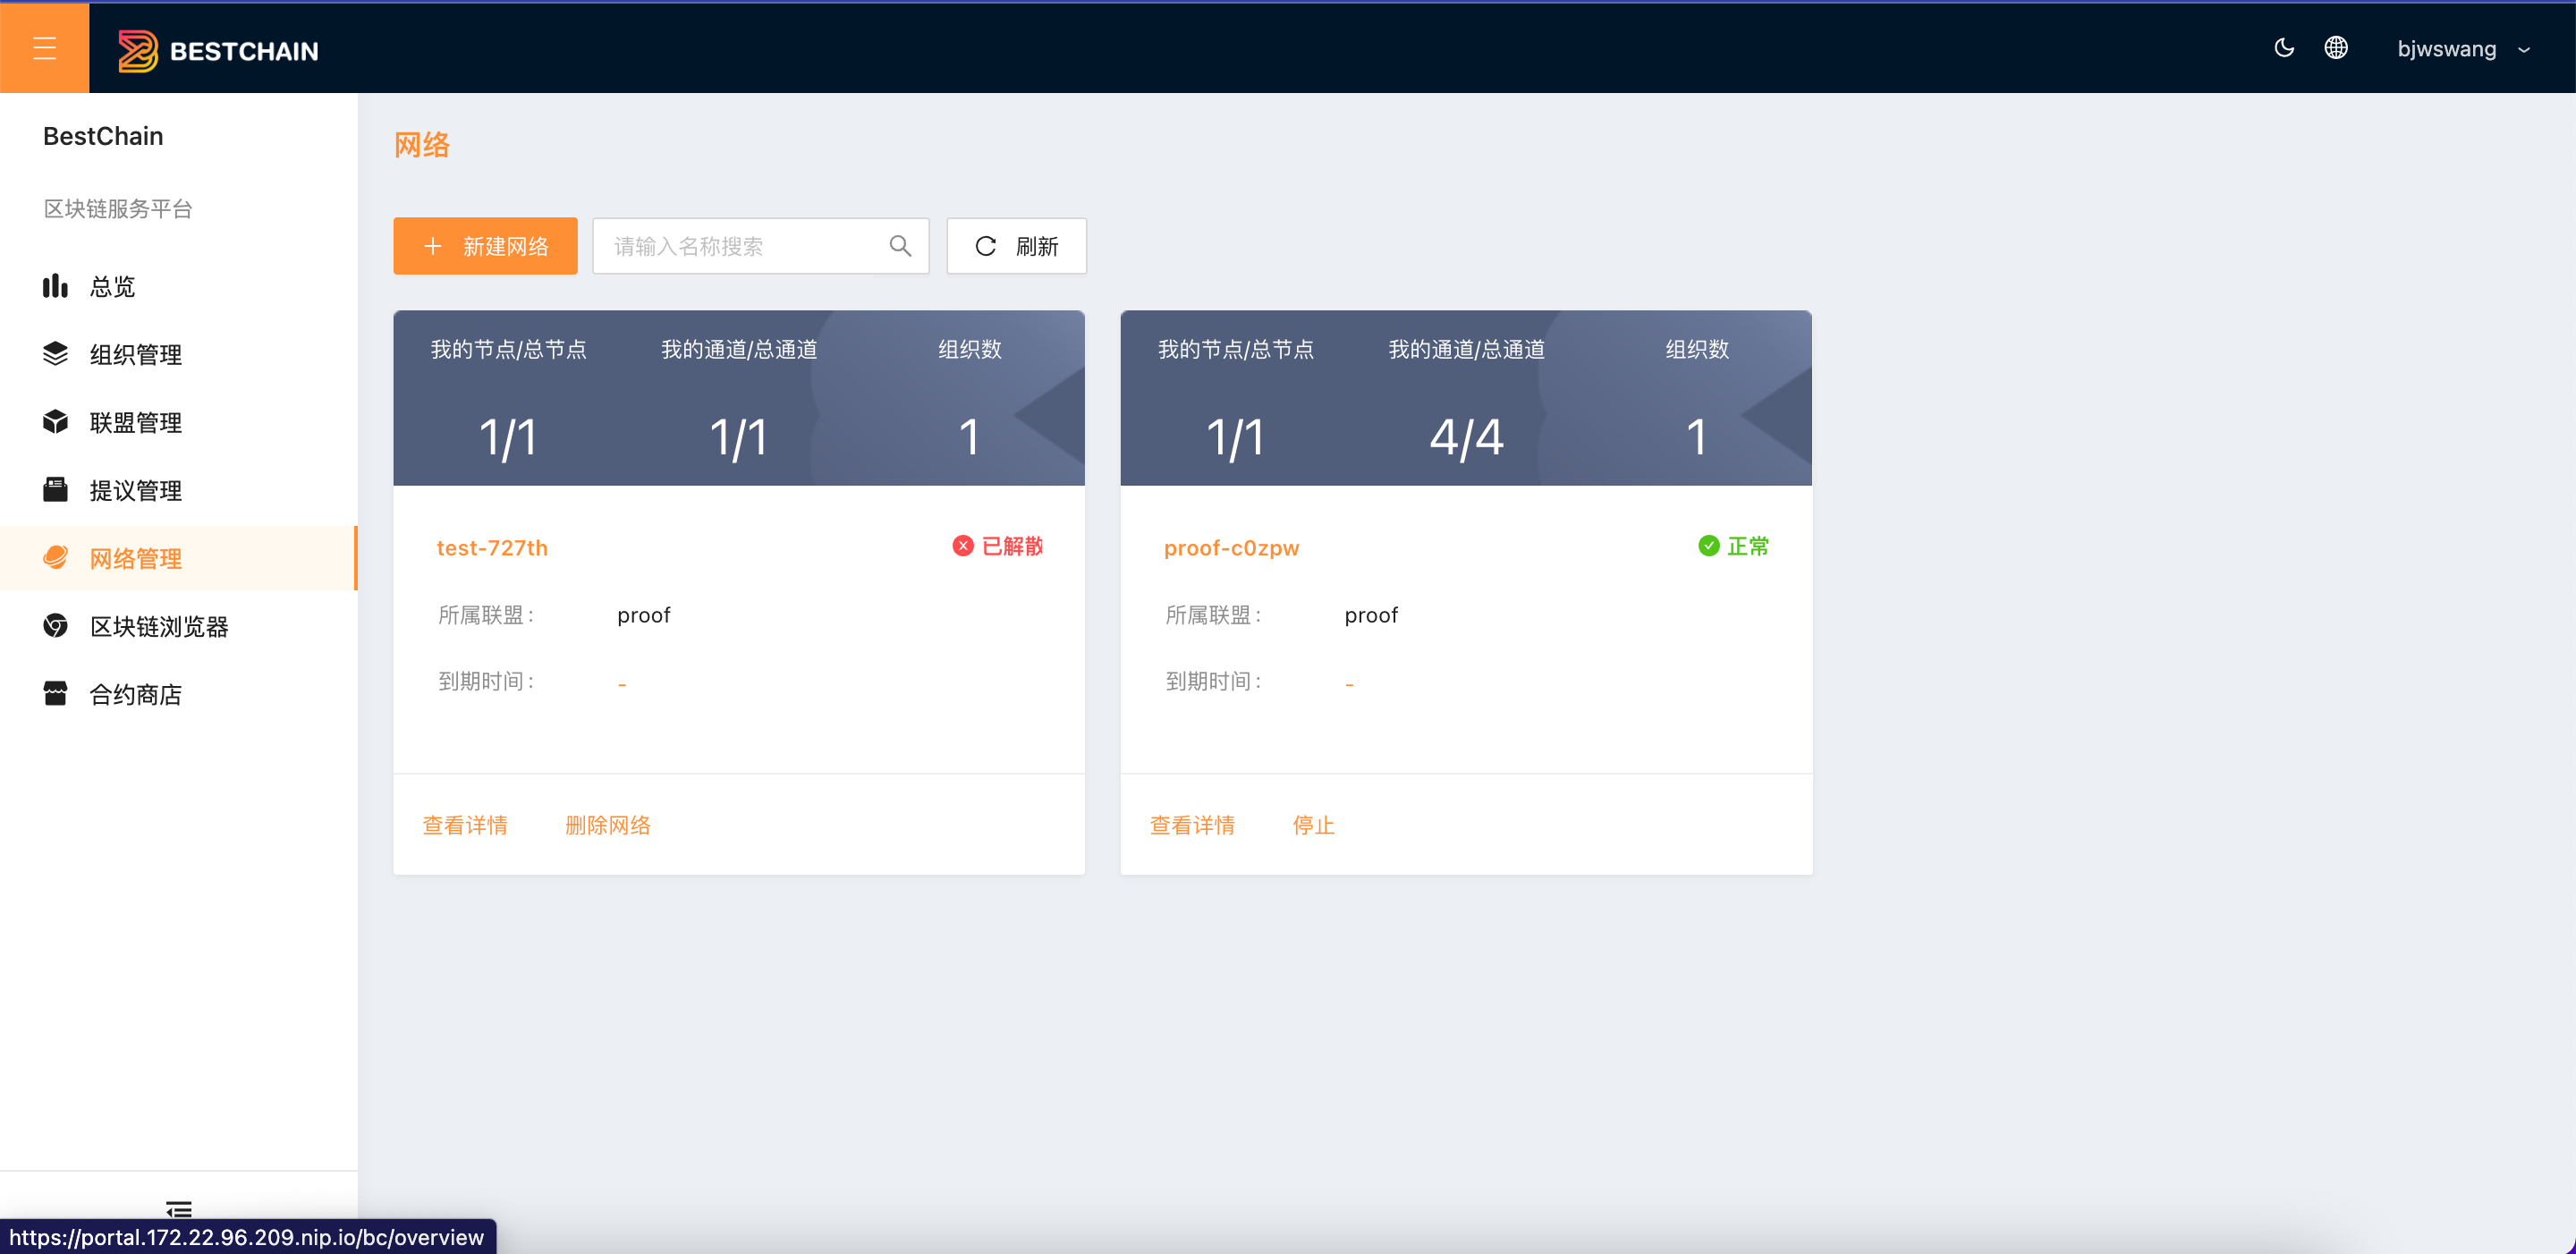 BESTCHAIN
bjwswang
BestChain
区块链服务平台
总览
组织管理
联盟管理
提议管理
网络管理
区块链浏览器
合约商店
网络
新建网络
请输入名称搜索
刷新
我的节点/总节点 我的通道/总通道 组织数
1/1 1/1 1
test-727th 已解散
所属联盟: proof
到期时间: -
查看详情 删除网络
我的节点/总节点 我的通道/总通道 组织数
1/1 4/4 1
proof-c0zpw 正常
所属联盟: proof
到期时间: -
查看详情 停止
https://portal.172.22.96.209.nip.io/bc/overview